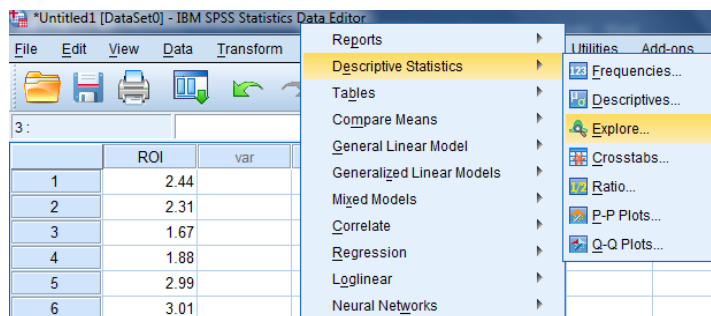 *Untitled1 [DataSet0] - IBM SPSS Statistics Data Editor
File Edit View Data Transform Utilities Add-ons
Reports
Descriptive Statistics
Tables
Compare Means
General Linear Model
Generalized Linear Models
Mixed Models
Correlate
Regression
Loglinear
Neural Networks
123 Frequencies...
Descriptives...
Explore...
Crosstabs...
1/2 Ratio...
P-P Plots...
Q-Q Plots...
3 :
ROI var
1 2.44
2 2.31
3 1.67
4 1.88
5 2.99
6 3.01